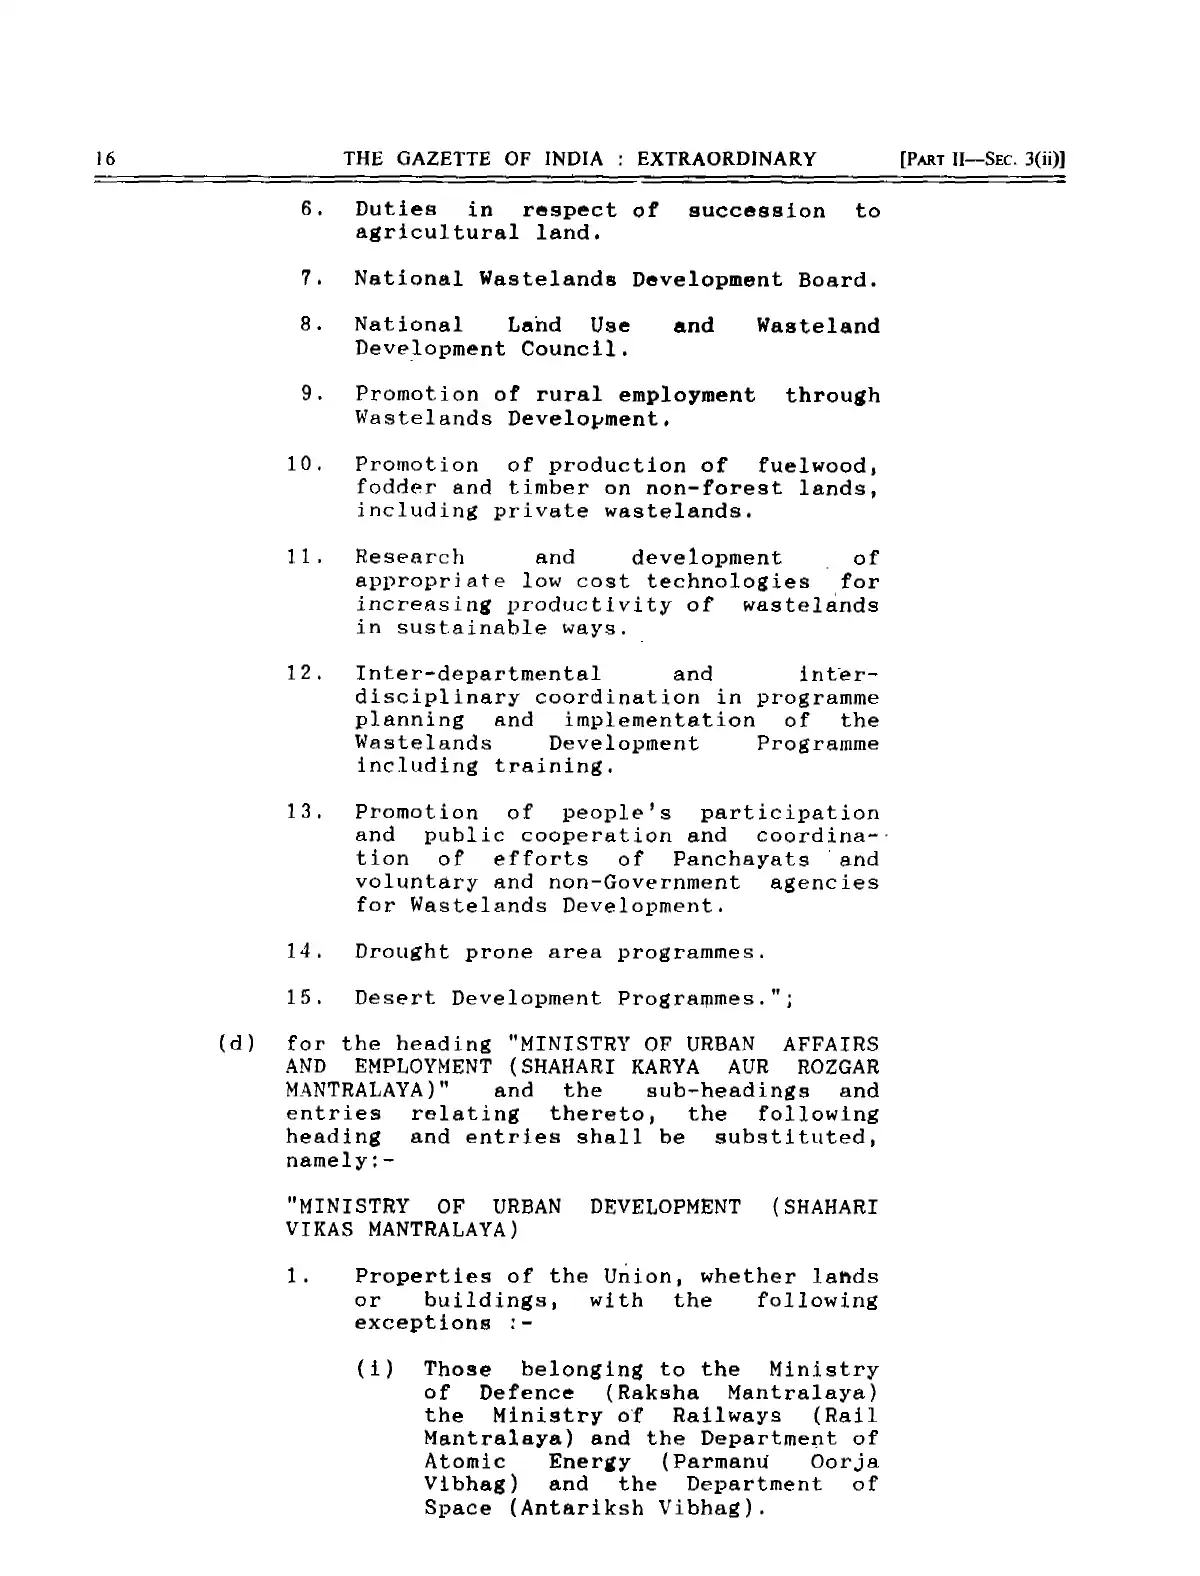 16 THE GAZETTE OF INDIA : EXTRAORDINARY [PART II—SEC. 3(ii)]
6. Duties in respect of succession to
agricultural land.
7. National Wastelands Development Board.
8. National Land Use and Wasteland
Development Council.
9. Promotion of rural employment through
Wastelands Development.
10. Promotion of production of fuelwood,
fodder and timber on non-forest lands,
including private wastelands.
11. Research and development of
appropriate low cost technologies for
increasing productivity of wastelands
in sustainable ways.
12. Inter-departmental and inter-
disciplinary coordination in programme
planning and implementation of the
Wastelands Development Programme
including training.
13. Promotion of people's participation
and public cooperation and coordina-
tion of efforts of Panchayats and
voluntary and non-Government agencies
for Wastelands Development.
14. Drought prone area programmes.
15. Desert Development Programmes.";
(d) for the heading "MINISTRY OF URBAN AFFAIRS
AND EMPLOYMENT (SHAHARI KARYA AUR ROZGAR
MANTRALAYA)" and the sub-headings and
entries relating thereto, the following
heading and entries shall be substituted,
namely:-
"MINISTRY OF URBAN DEVELOPMENT (SHAHARI
VIKAS MANTRALAYA)
1. Properties of the Union, whether lands
or buildings, with the following
exceptions :-
(i) Those belonging to the Ministry
of Defence (Raksha Mantralaya)
the Ministry of Railways (Rail
Mantralaya) and the Department of
Atomic Energy (Parmanu Oorja
Vibhag) and the Department of
Space (Antariksh Vibhag).